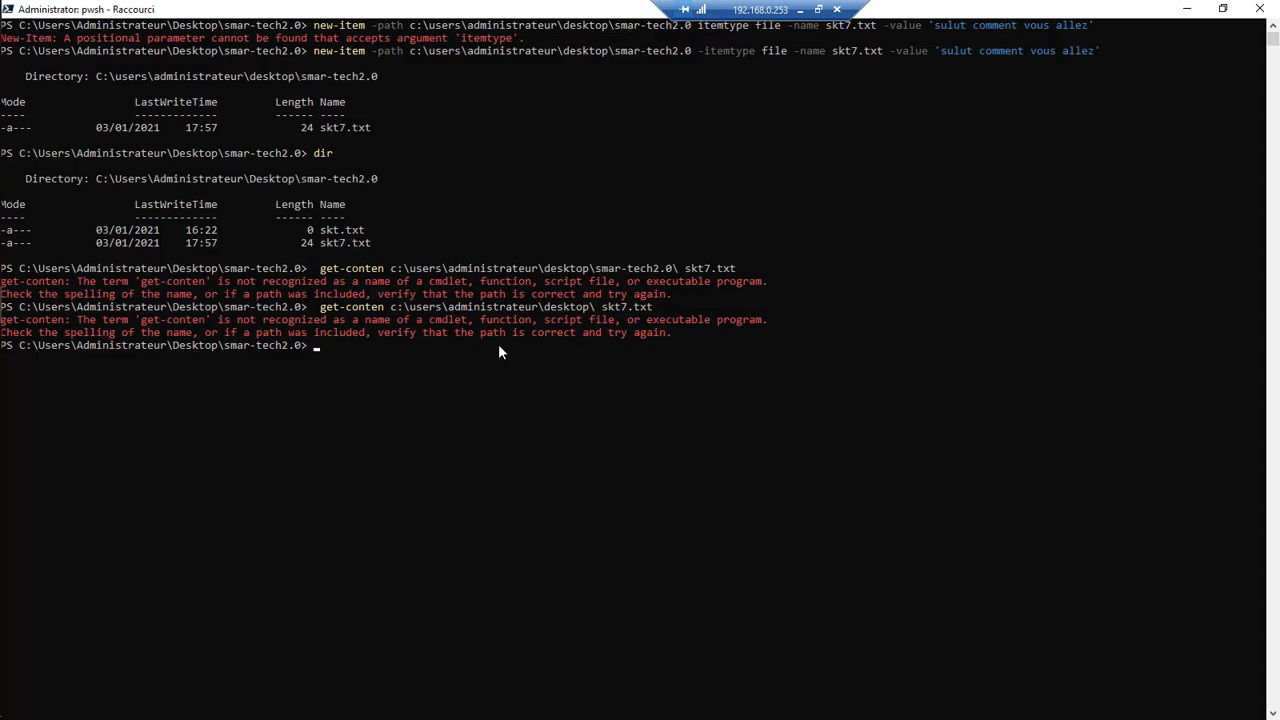 Administrator: pwsh - Raccourci
192.168.0.253
PS C:\Users\Administrateur\Desktop\smar-tech2.0> new-item -path c:\users\administrateur\desktop\smar-tech2.0 itemtype file -name skt7.txt -value 'sulut comment vous allez'
New-Item: A positional parameter cannot be found that accepts argument 'itemtype'.
PS C:\Users\Administrateur\Desktop\smar-tech2.0> new-item -path c:\users\administrateur\desktop\smar-tech2.0 -itemtype file -name skt7.txt -value 'sulut comment vous allez'
Directory: C:\users\administrateur\desktop\smar-tech2.0
Mode LastWriteTime Length Name
---- ------------- ------ ----
-a--- 03/01/2021 17:57 24 skt7.txt
PS C:\Users\Administrateur\Desktop\smar-tech2.0> dir
Directory: C:\Users\Administrateur\Desktop\smar-tech2.0
Mode LastWriteTime Length Name
---- ------------- ------ ----
-a--- 03/01/2021 16:22 0 skt.txt
-a--- 03/01/2021 17:57 24 skt7.txt
PS C:\Users\Administrateur\Desktop\smar-tech2.0> get-conten c:\users\administrateur\desktop\smar-tech2.0\ skt7.txt
get-conten: The term 'get-conten' is not recognized as a name of a cmdlet, function, script file, or executable program.
Check the spelling of the name, or if a path was included, verify that the path is correct and try again.
PS C:\Users\Administrateur\Desktop\smar-tech2.0> get-conten c:\users\administrateur\desktop\ skt7.txt
get-conten: The term 'get-conten' is not recognized as a name of a cmdlet, function, script file, or executable program.
Check the spelling of the name, or if a path was included, verify that the path is correct and try again.
PS C:\Users\Administrateur\Desktop\smar-tech2.0>